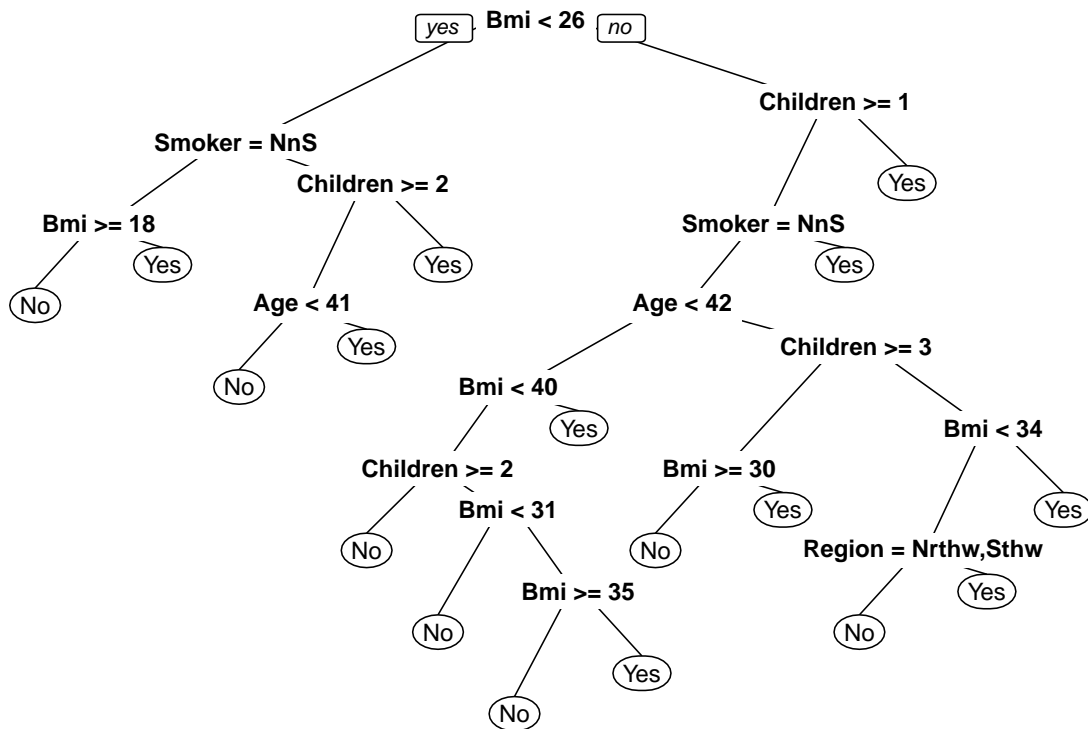 yes Bmi < 26 no
Children >= 1
Smoker = NnS
Children >= 2
Yes
Bmi >= 18
Smoker = NnS
Yes
Yes
Yes
No
Age < 41
Age < 42
Yes
Children >= 3
No
Bmi < 40
Yes
Bmi < 34
Children >= 2
Bmi >= 30
Bmi < 31
Yes
Yes
No
No
Region = Nrthw,Sthw
Bmi >= 35
Yes
No
No
Yes
No